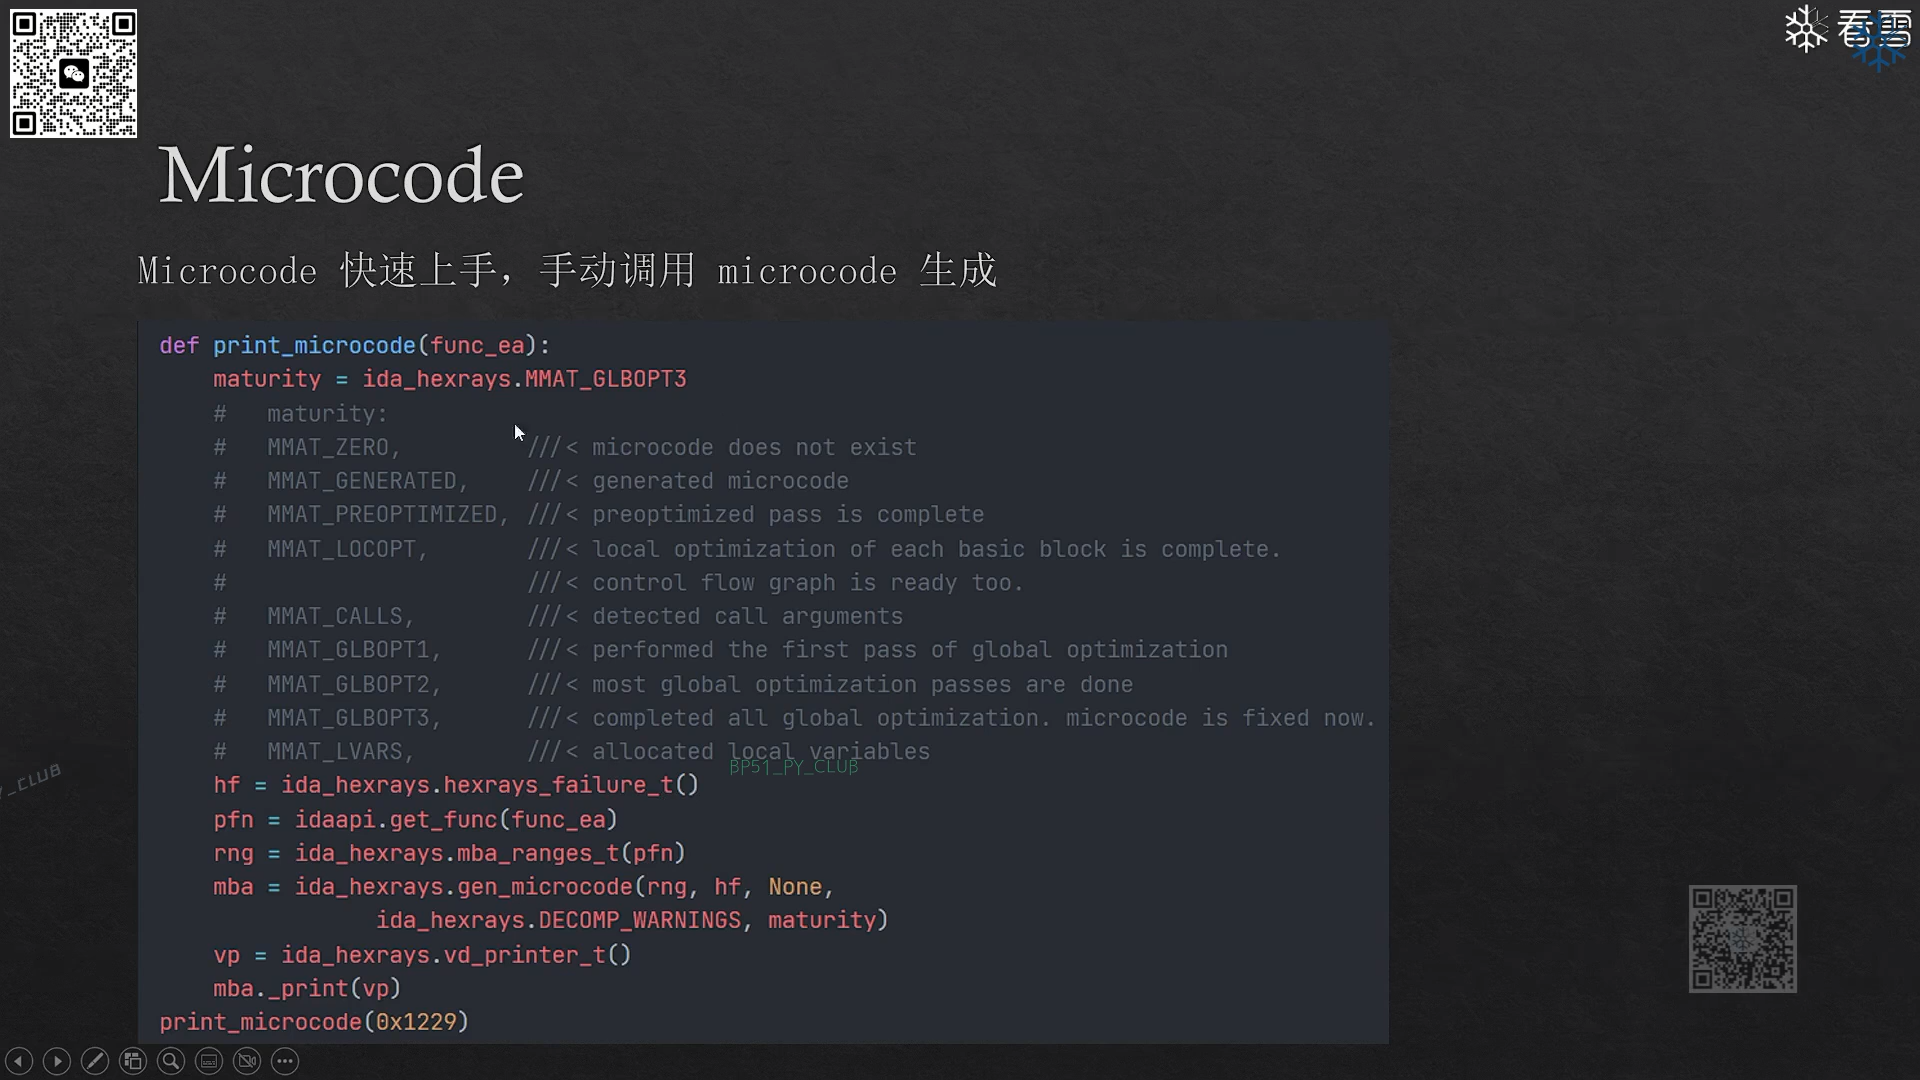 看雪
Microcode
Microcode 快速上手，手动调用 microcode 生成
def print_microcode(func_ea):
    maturity = ida_hexrays.MMAT_GLBOPT3
    #   maturity:
    #   MMAT_ZERO,         ///< microcode does not exist
    #   MMAT_GENERATED,    ///< generated microcode
    #   MMAT_PREOPTIMIZED, ///< preoptimized pass is complete
    #   MMAT_LOCOPT,       ///< local optimization of each basic block is complete.
    #                      ///< control flow graph is ready too.
    #   MMAT_CALLS,        ///< detected call arguments
    #   MMAT_GLBOPT1,      ///< performed the first pass of global optimization
    #   MMAT_GLBOPT2,      ///< most global optimization passes are done
    #   MMAT_GLBOPT3,      ///< completed all global optimization. microcode is fixed now.
    #   MMAT_LVARS,        ///< allocated local variables
BP51_PY_CLUB
Y_CLUB
    hf = ida_hexrays.hexrays_failure_t()
    pfn = idaapi.get_func(func_ea)
    rng = ida_hexrays.mba_ranges_t(pfn)
    mba = ida_hexrays.gen_microcode(rng, hf, None,
                ida_hexrays.DECOMP_WARNINGS, maturity)
    vp = ida_hexrays.vd_printer_t()
    mba._print(vp)
print_microcode(0x1229)